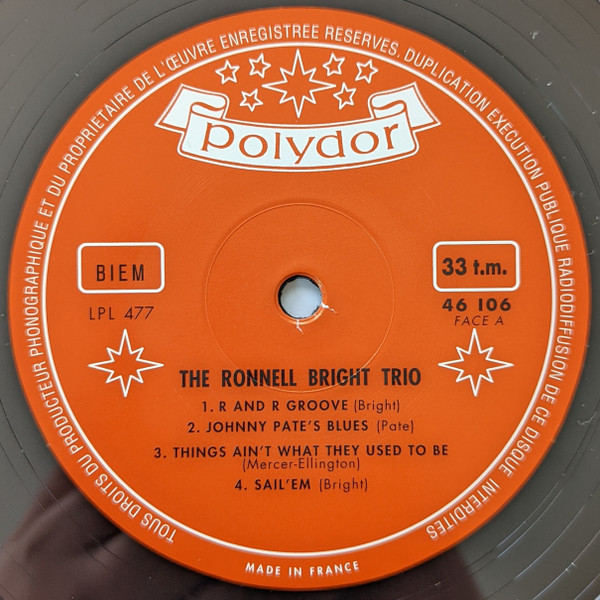 TOUS DROITS DU PRODUCTEUR PHONOGRAPHIQUE ET DU PROPRIETAIRE DE L'ŒUVRE ENREGISTREE RESERVES. DUPLICATION EXECUTION PUBLIQUE RADIODIFFUSION DE CE DISQUE INTERDITES
polydor
BIEM
33 t.m.
LPL 477
46 106
FACE A
THE RONNELL BRIGHT TRIO
1. R AND R GROOVE (Bright)
2. JOHNNY PATE'S BLUES (Pate)
3. THINGS AIN'T WHAT THEY USED TO BE
(Mercer-Ellington)
4. SAIL'EM (Bright)
MADE IN FRANCE